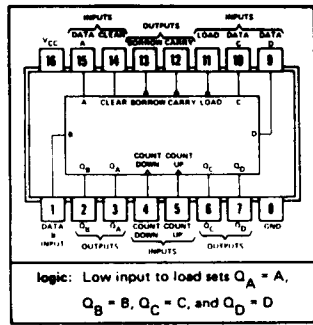 INPUTS OUTPUTS INPUTS
DATA A CLEAR BORROW CARRY LOAD DATA C DATA D
VCC
16 15 14 13 12 11 10 9
A CLEAR BORROW CARRY LOAD C
B D
QB QA COUNT DOWN COUNT UP QC QD
1 2 3 4 5 6 7 8
DATA B INPUT QB QA COUNT DOWN COUNT UP QC QD GND
OUTPUTS INPUTS OUTPUTS
logic: Low input to load sets QA = A,
QB = B, QC = C, and QD = D